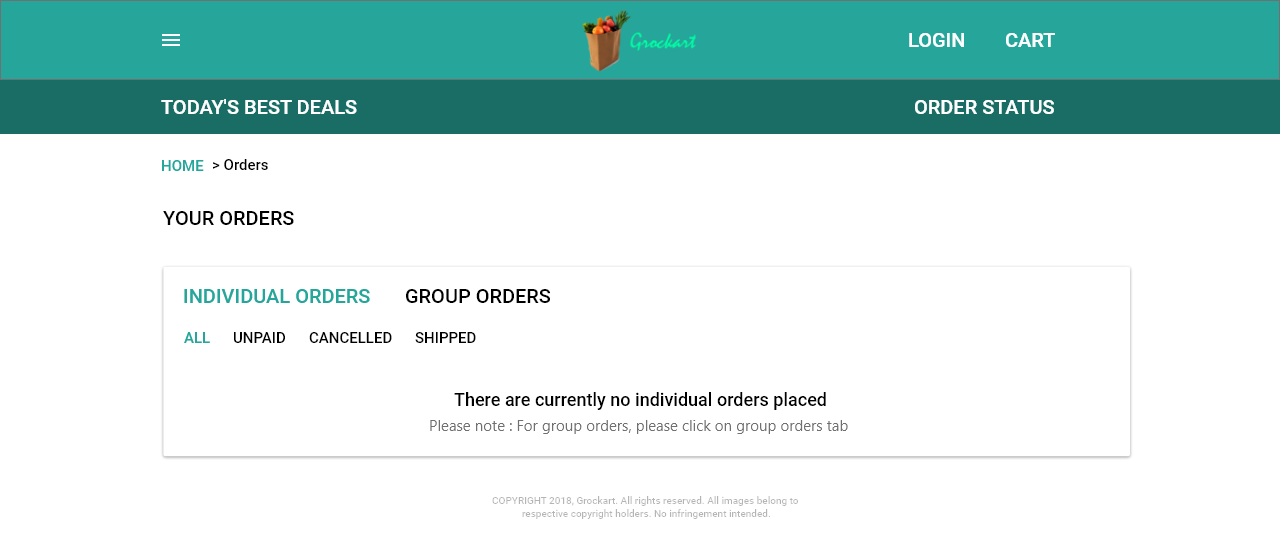 Grockart
LOGIN CART
TODAY'S BEST DEALS ORDER STATUS
HOME > Orders
YOUR ORDERS
INDIVIDUAL ORDERS GROUP ORDERS
ALL UNPAID CANCELLED SHIPPED
There are currently no individual orders placed
Please note : For group orders, please click on group orders tab
COPYRIGHT 2018, Grockart. All rights reserved. All images belong to
respective copyright holders. No infringement intended.